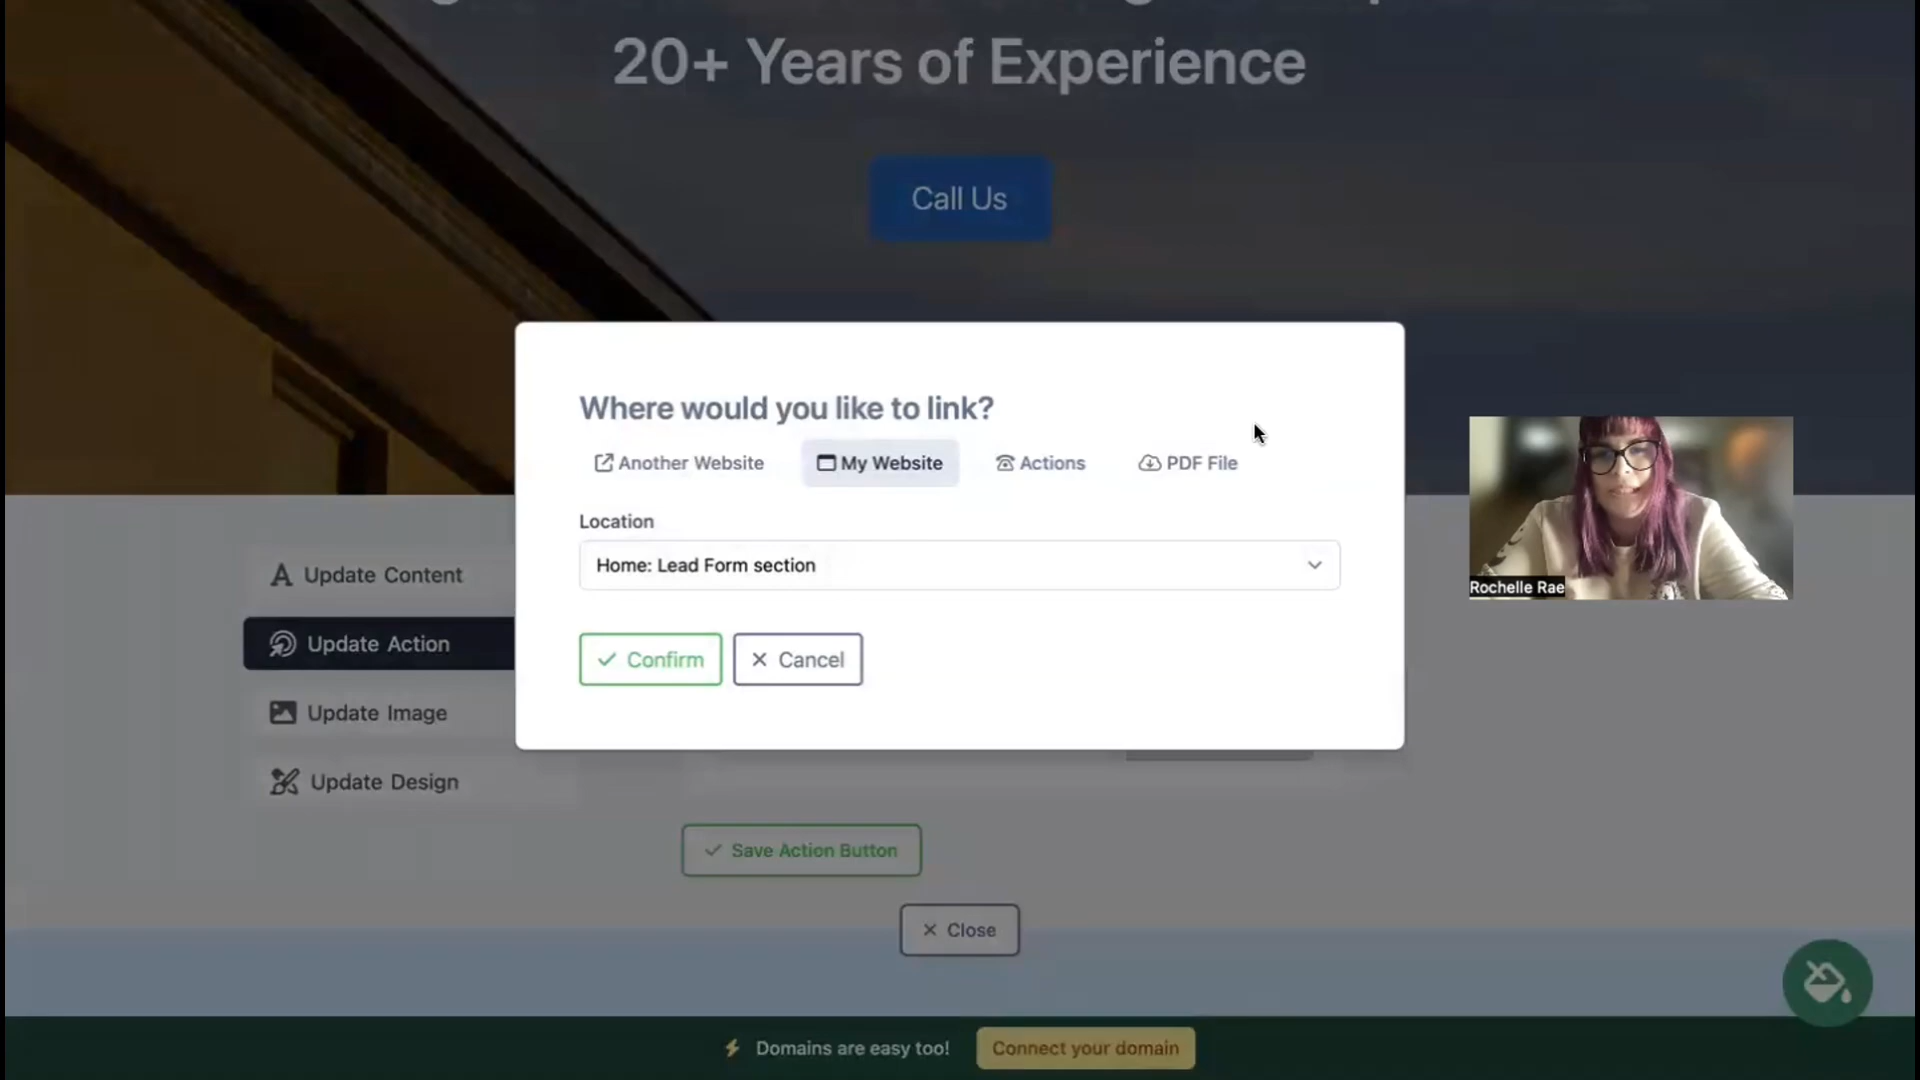 20+ Years of Experience
Call Us
Where would you like to link?
Another Website
My Website
Actions
PDF File
Location
Home: Lead Form section
Confirm
Cancel
Update Content
Update Action
Update Image
Update Design
Rochelle Rae
Save Action Button
Close
Domains are easy too!
Connect your domain